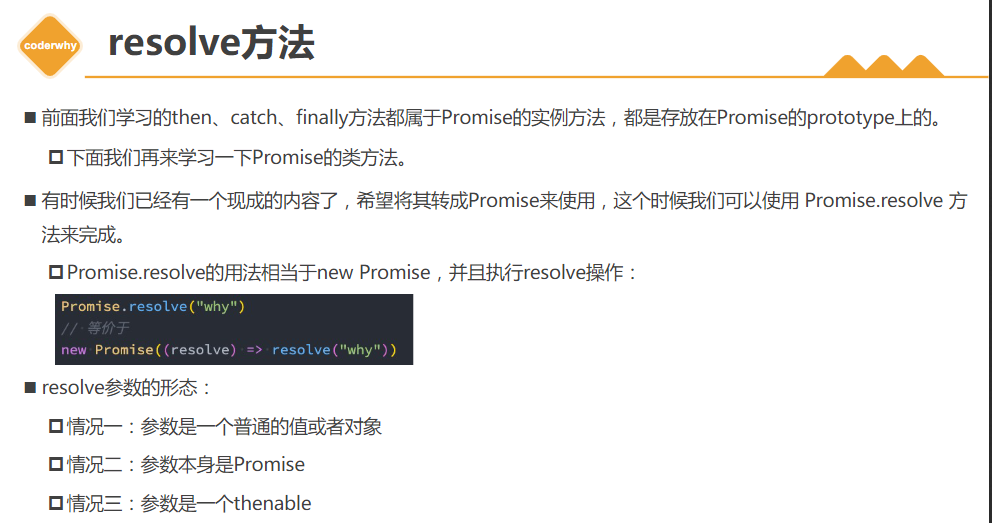 coderwhy
resolve方法
前面我们学习的then、catch、finally方法都属于Promise的实例方法，都是存放在Promise的prototype上的。
下面我们再来学习一下Promise的类方法。
有时候我们已经有一个现成的内容了，希望将其转成Promise来使用，这个时候我们可以使用 Promise.resolve 方
法来完成。
Promise.resolve的用法相当于new Promise，并且执行resolve操作：
Promise.resolve("why")
// 等价于
new Promise((resolve) => resolve("why"))
resolve参数的形态：
情况一：参数是一个普通的值或者对象
情况二：参数本身是Promise
情况三：参数是一个thenable